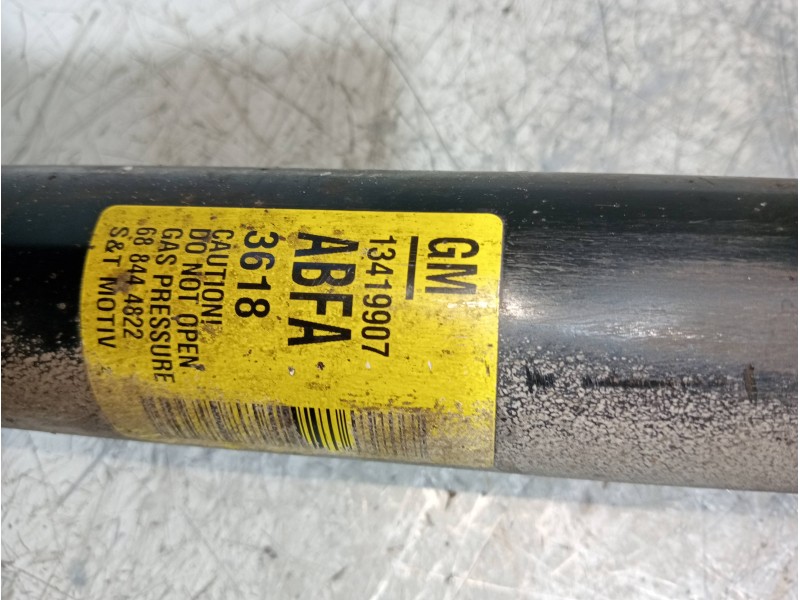 GM
13419907
ABFA
3618
CAUTION!
DO NOT OPEN
GAS PRESSURE
68 844 4822
S&T MOTIV